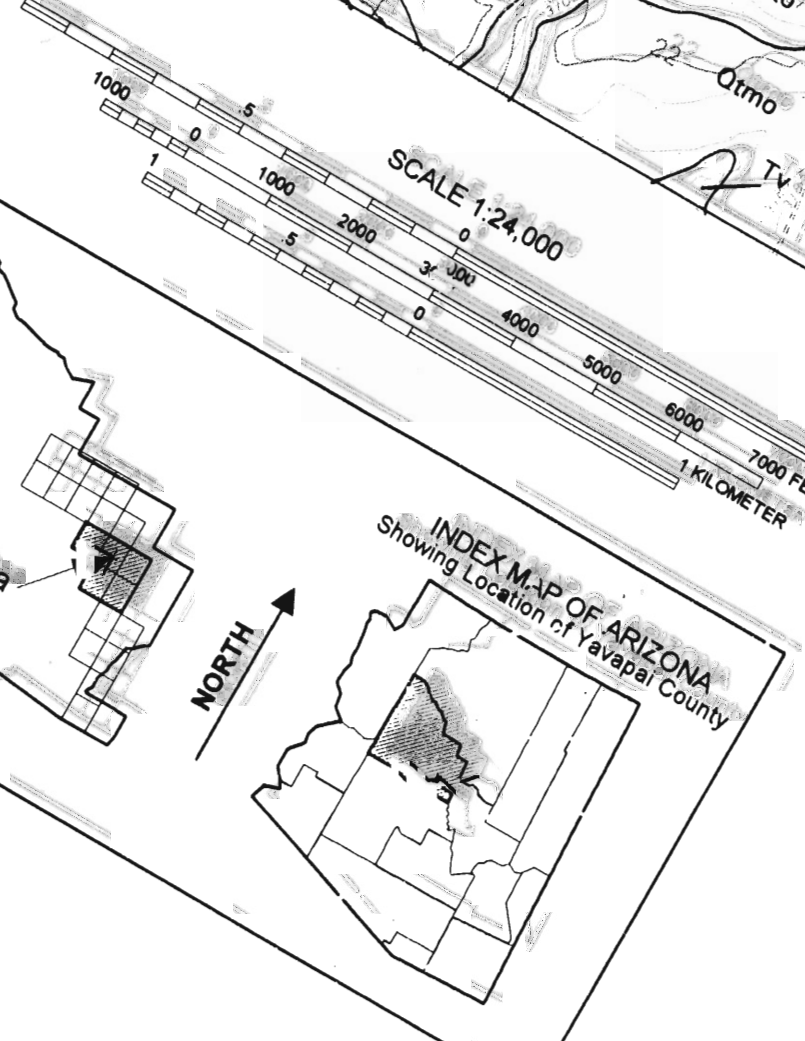 22
Qtmo
Tv
SCALE 1:24,000
.5 0
1000 0 1000 2000 4000 5000 6000 7000
1 .5 0 1 KILOMETER
NORTH
INDEX MAP OF ARIZONA
Showing Location of Yavapai County